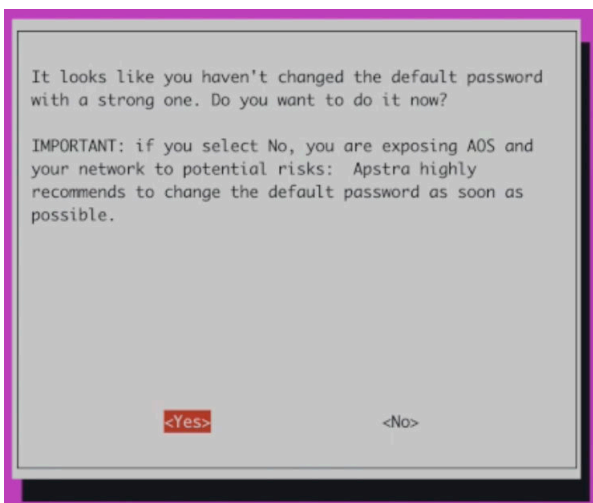 It looks like you haven't changed the default password
with a strong one. Do you want to do it now?
IMPORTANT: if you select No, you are exposing AOS and
your network to potential risks:  Apstra highly
recommends to change the default password as soon as
possible.
<Yes> <No>